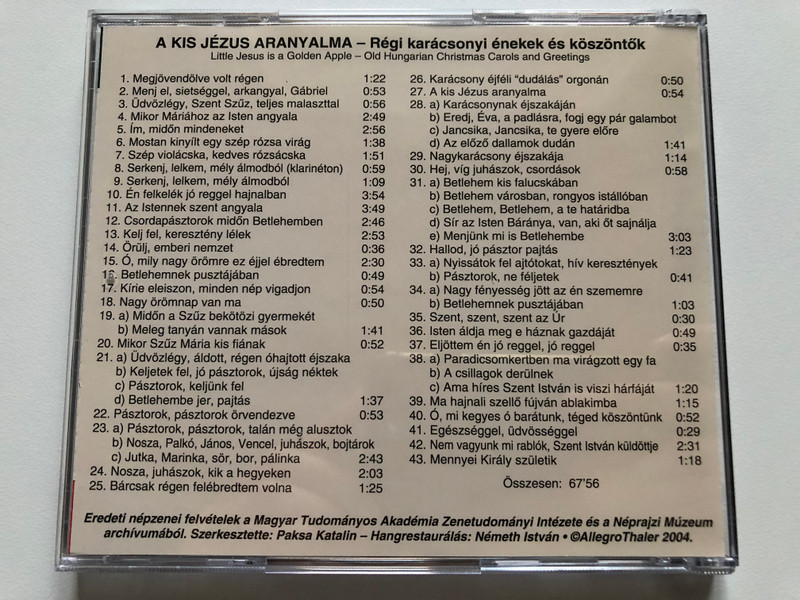 A KIS JÉZUS ARANYALMA – Régi karácsonyi énekek és köszöntők
Little Jesus is a Golden Apple – Old Hungarian Christmas Carols and Greetings
1. Megjövendölve volt régen 1:22
2. Menj el, sietséggel, arkangyal, Gábriel 0:53
3. Üdvözlégy, Szent Szűz, teljes malaszttal 0:56
4. Mikor Máriához az Isten angyala 2:49
5. Ím, midőn mindeneket 2:56
6. Mostan kinyílt egy szép rózsa virág 1:38
7. Szép violácska, kedves rózsácska 1:51
8. Serkenj, lelkem, mély álmodból (klarinéton) 0:59
9. Serkenj, lelkem, mély álmodból 1:09
10. Én felkelék jó reggel hajnalban 3:54
11. Az Istennek szent angyala 3:49
12. Csordapásztorok midőn Betlehemben 2:46
13. Kelj fel, keresztény lélek 2:53
14. Örülj, emberi nemzet 0:36
15. Ó, mily nagy örömre ez éjjel ébredtem 2:30
16. Betlehemnek pusztájában 0:49
17. Kírie eleiszon, minden nép vigadjon 0:54
18. Nagy örömnap van ma 0:50
19. a) Midőn a Szűz bekötözi gyermekét
b) Meleg tanyán vannak mások 1:41
20. Mikor Szűz Mária kis fiának 0:52
21. a) Üdvözlégy, áldott, régen óhajtott éjszaka
b) Keljetek fel, jó pásztorok, újság néktek
c) Pásztorok, keljünk fel
d) Betlehembe jer, pajtás 1:37
22. Pásztorok, pásztorok örvendezve 0:53
23. a) Pásztorok, pásztorok, talán még alusztok
b) Nosza, Palkó, János, Vencel, juhászok, bojtárok
c) Jutka, Marinka, sör, bor, pálinka 2:43
24. Nosza, juhászok, kik a hegyeken 2:03
25. Bárcsak régen felébredtem volna 1:25
26. Karácsony éjféli "dudálás" orgonán 0:50
27. A kis Jézus aranyalma 0:54
28. a) Karácsonynak éjszakáján
b) Eredj, Éva, a padlásra, fogj egy pár galambot
c) Jancsika, Jancsika, te gyere előre
d) Az előző dallamok dudán 1:41
29. Nagykarácsony éjszakája 1:14
30. Hej, víg juhászok, csordások 0:58
31. a) Betlehem kis falucskában
b) Betlehem városban, rongyos istállóban
c) Betlehem, Betlehem, a te határidba
d) Sír az Isten Báránya, van, aki őt sajnálja
e) Menjünk mi is Betlehembe 3:03
32. Hallod, jó pásztor pajtás 1:23
33. a) Nyissátok fel ajtótokat, hív keresztények
b) Pásztorok, ne féljetek 0:41
34. a) Nagy fényesség jött az én szememre
b) Betlehemnek pusztájában 1:03
35. Szent, szent, szent az Úr 0:30
36. Isten áldja meg e háznak gazdáját 0:49
37. Eljöttem én jó reggel, jó reggel 0:35
38. a) Paradicsomkertben ma virágzott egy fa
b) A csillagok derülnek
c) Ama híres Szent István is viszi hárfáját 1:20
39. Ma hajnali szellő fújván ablakimba 1:15
40. Ó, mi kegyes ó barátunk, téged köszöntünk 0:52
41. Egészséggel, üdvösséggel 0:29
42. Nem vagyunk mi rablók, Szent István küldöttje 2:31
43. Mennyei Király születik 1:18
Összesen: 67'56
Eredeti népzenei felvételek a Magyar Tudományos Akadémia Zenetudományi Intézete és a Néprajzi Múzeum
archívumából. Szerkesztette: Paksa Katalin – Hangrestaurálás: Németh István • ©AllegroThaler 2004.